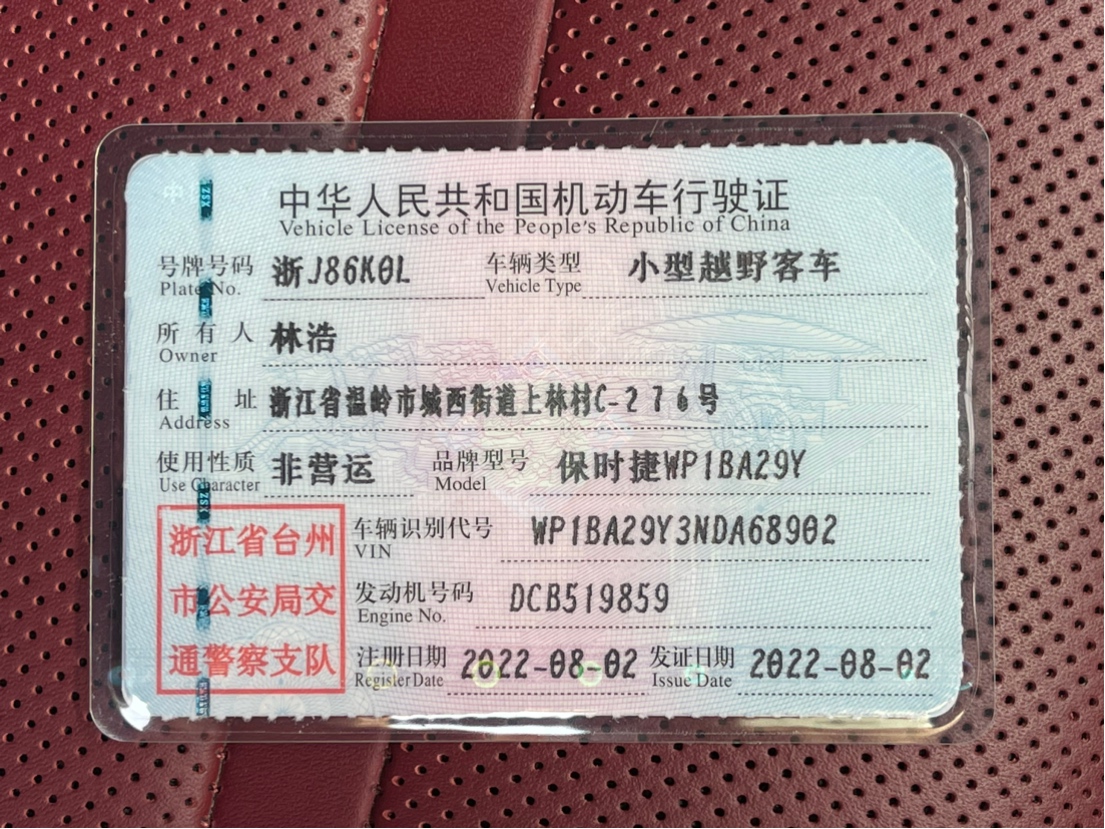 中华人民共和国机动车行驶证
Vehicle License of the People's Republic of China
号牌号码 浙J86K0L 车辆类型 小型越野客车
Plate No. Vehicle Type
所有人 林浩
Owner
住址 浙江省温岭市城西街道上林村C-276号
Address
使用性质 非营运 品牌型号 保时捷WP1BA29Y
Use Character Model
浙江省台州
市公安局交
通警察支队
车辆识别代号 WP1BA29Y3NDA68902
VIN
发动机号码 DCB519859
Engine No.
注册日期 2022-08-02 发证日期 2022-08-02
Register Date Issue Date